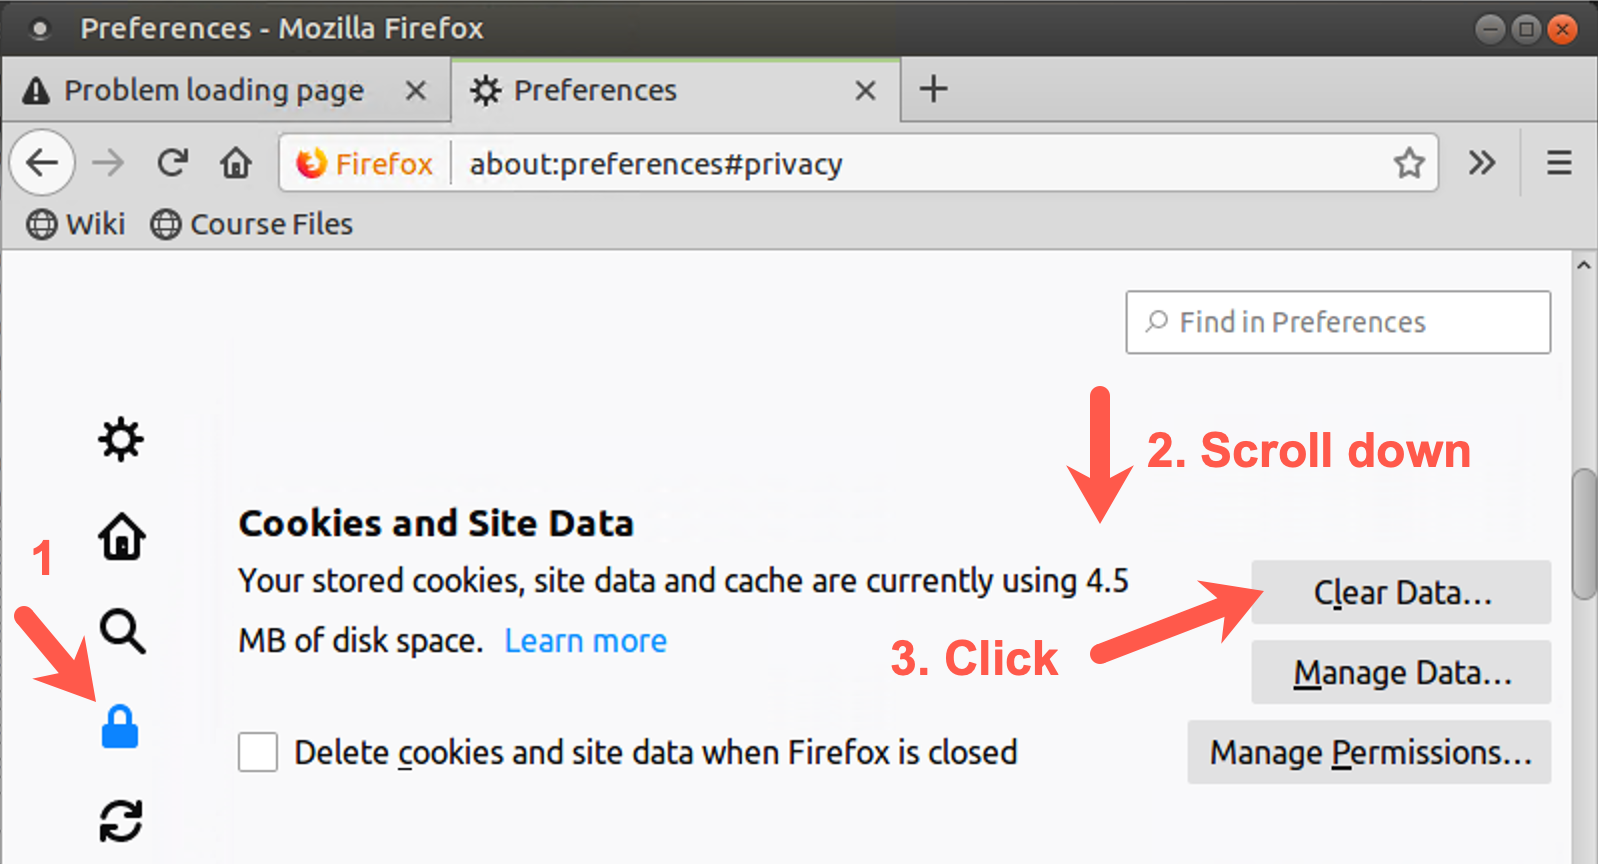 Preferences - Mozilla Firefox
Problem loading page
Preferences
Firefox
about:preferences#privacy
Wiki
Course Files
Find in Preferences
2. Scroll down
Cookies and Site Data
1
Your stored cookies, site data and cache are currently using 4.5
MB of disk space. Learn more
Clear Data...
3. Click
Manage Data...
Delete cookies and site data when Firefox is closed
Manage Permissions...